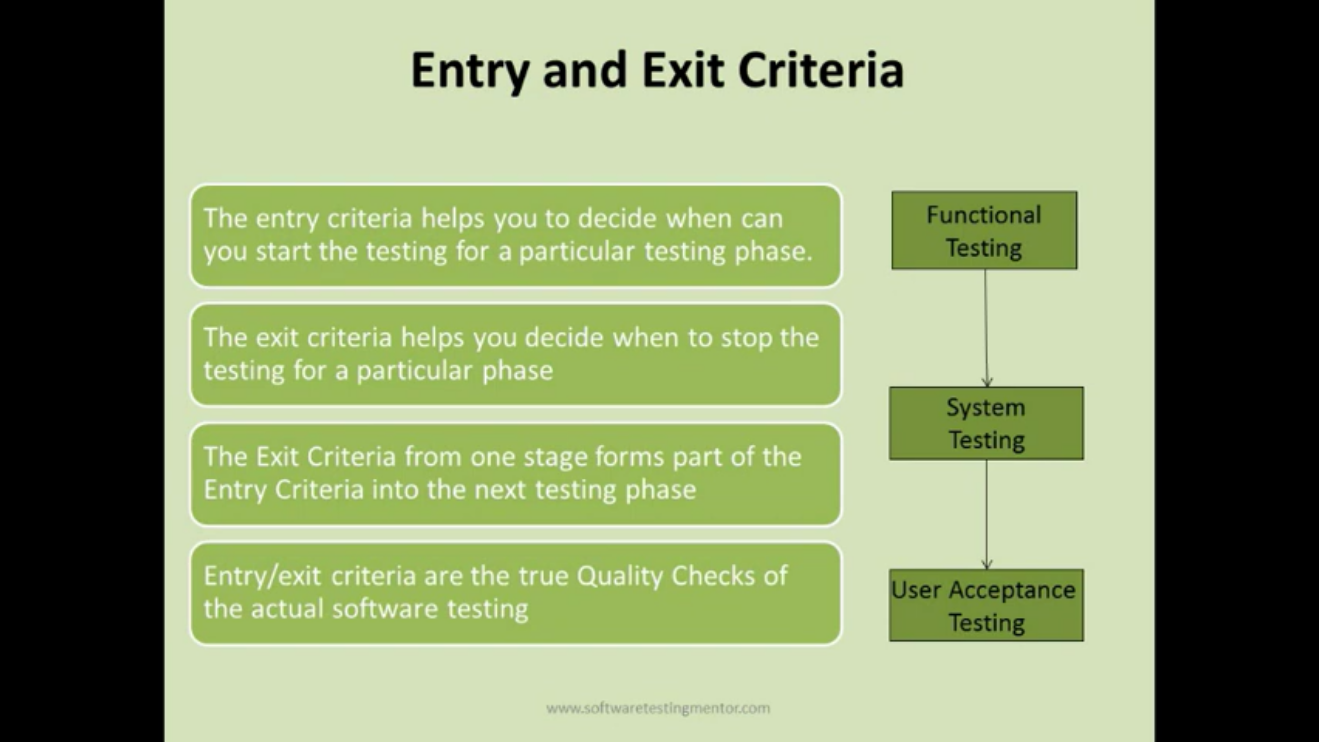 Entry and Exit Criteria
The entry criteria helps you to decide when can
you start the testing for a particular testing phase.
The exit criteria helps you decide when to stop the
testing for a particular phase
The Exit Criteria from one stage forms part of the
Entry Criteria into the next testing phase
Entry/exit criteria are the true Quality Checks of
the actual software testing
Functional
Testing
System
Testing
User Acceptance
Testing
www.softwaretestingmentor.com